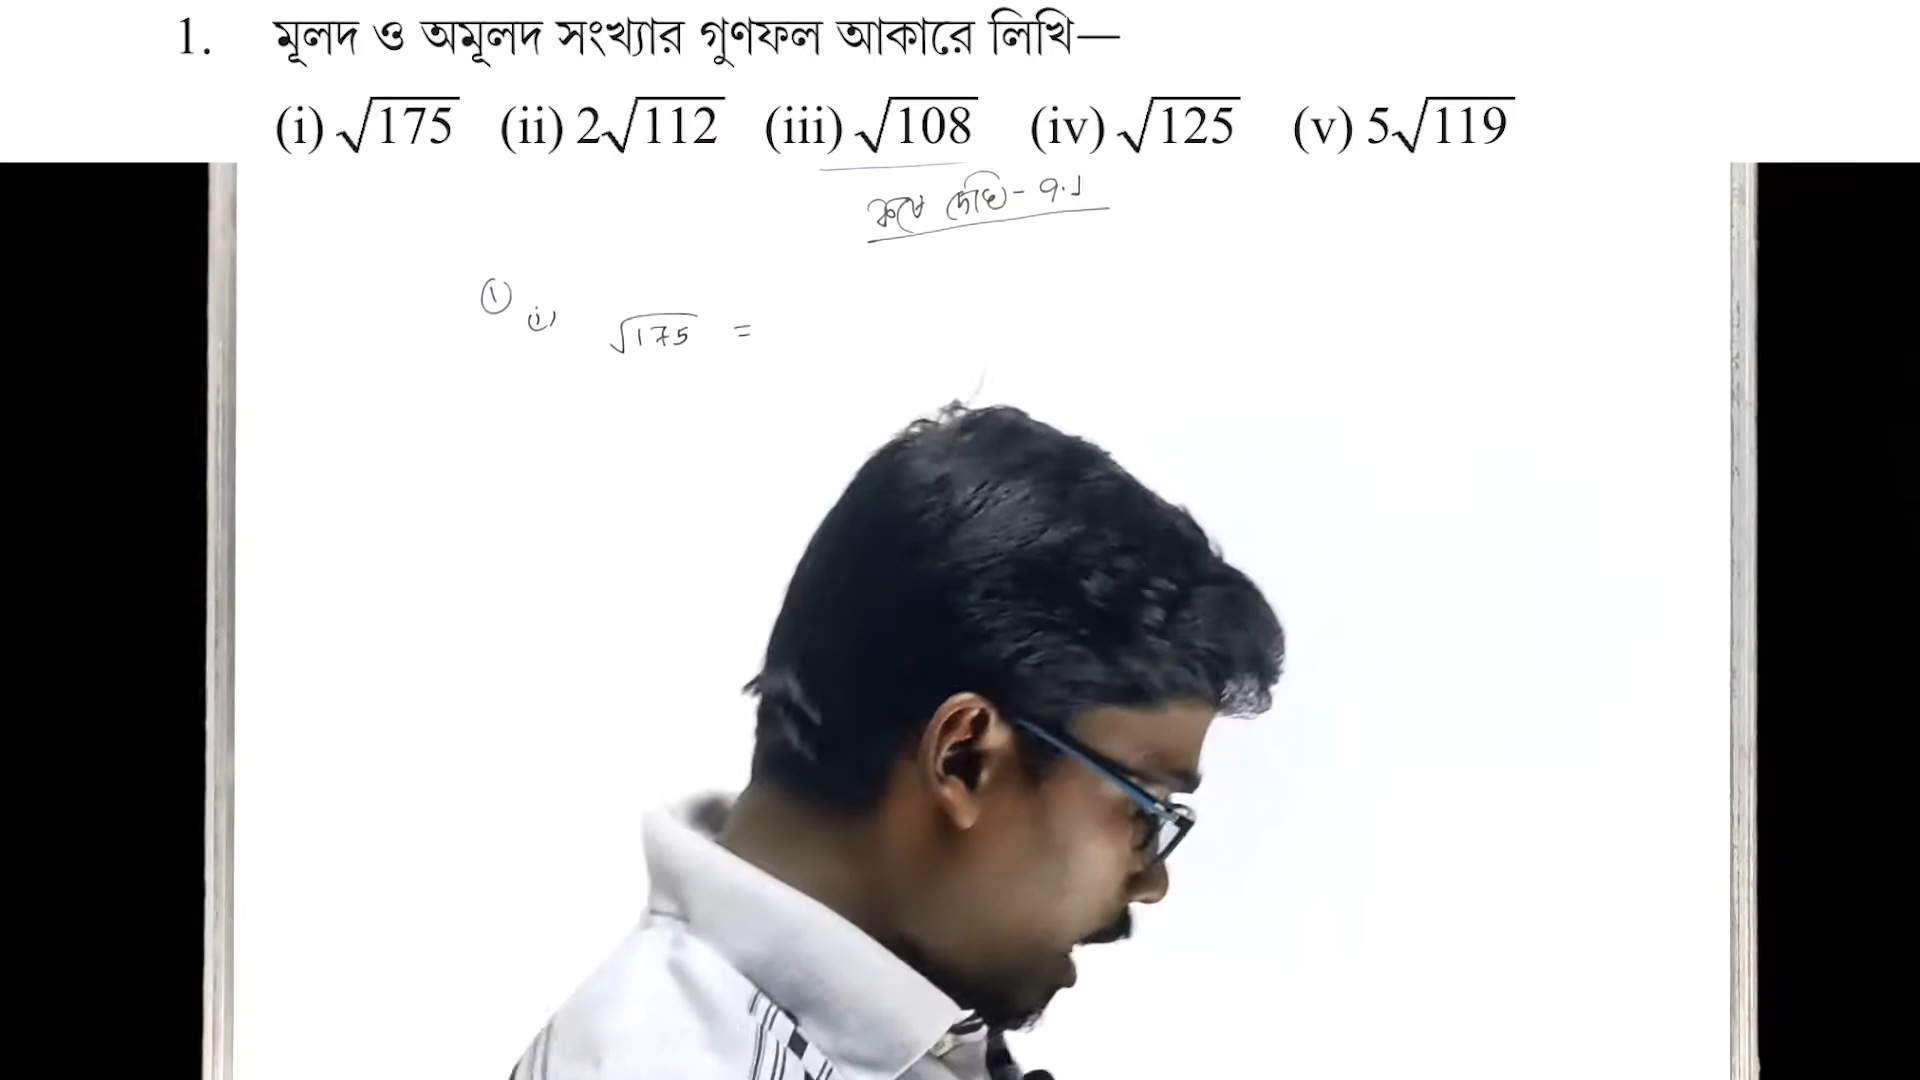 1. মূলদ ও অমূলদ সংখ্যার গুণফল আকারে লিখি—
(i) √175 (ii) 2√112 (iii) √108 (iv) √125 (v) 5√119
কষে দেখি - ৭.১
① (i) √175 =